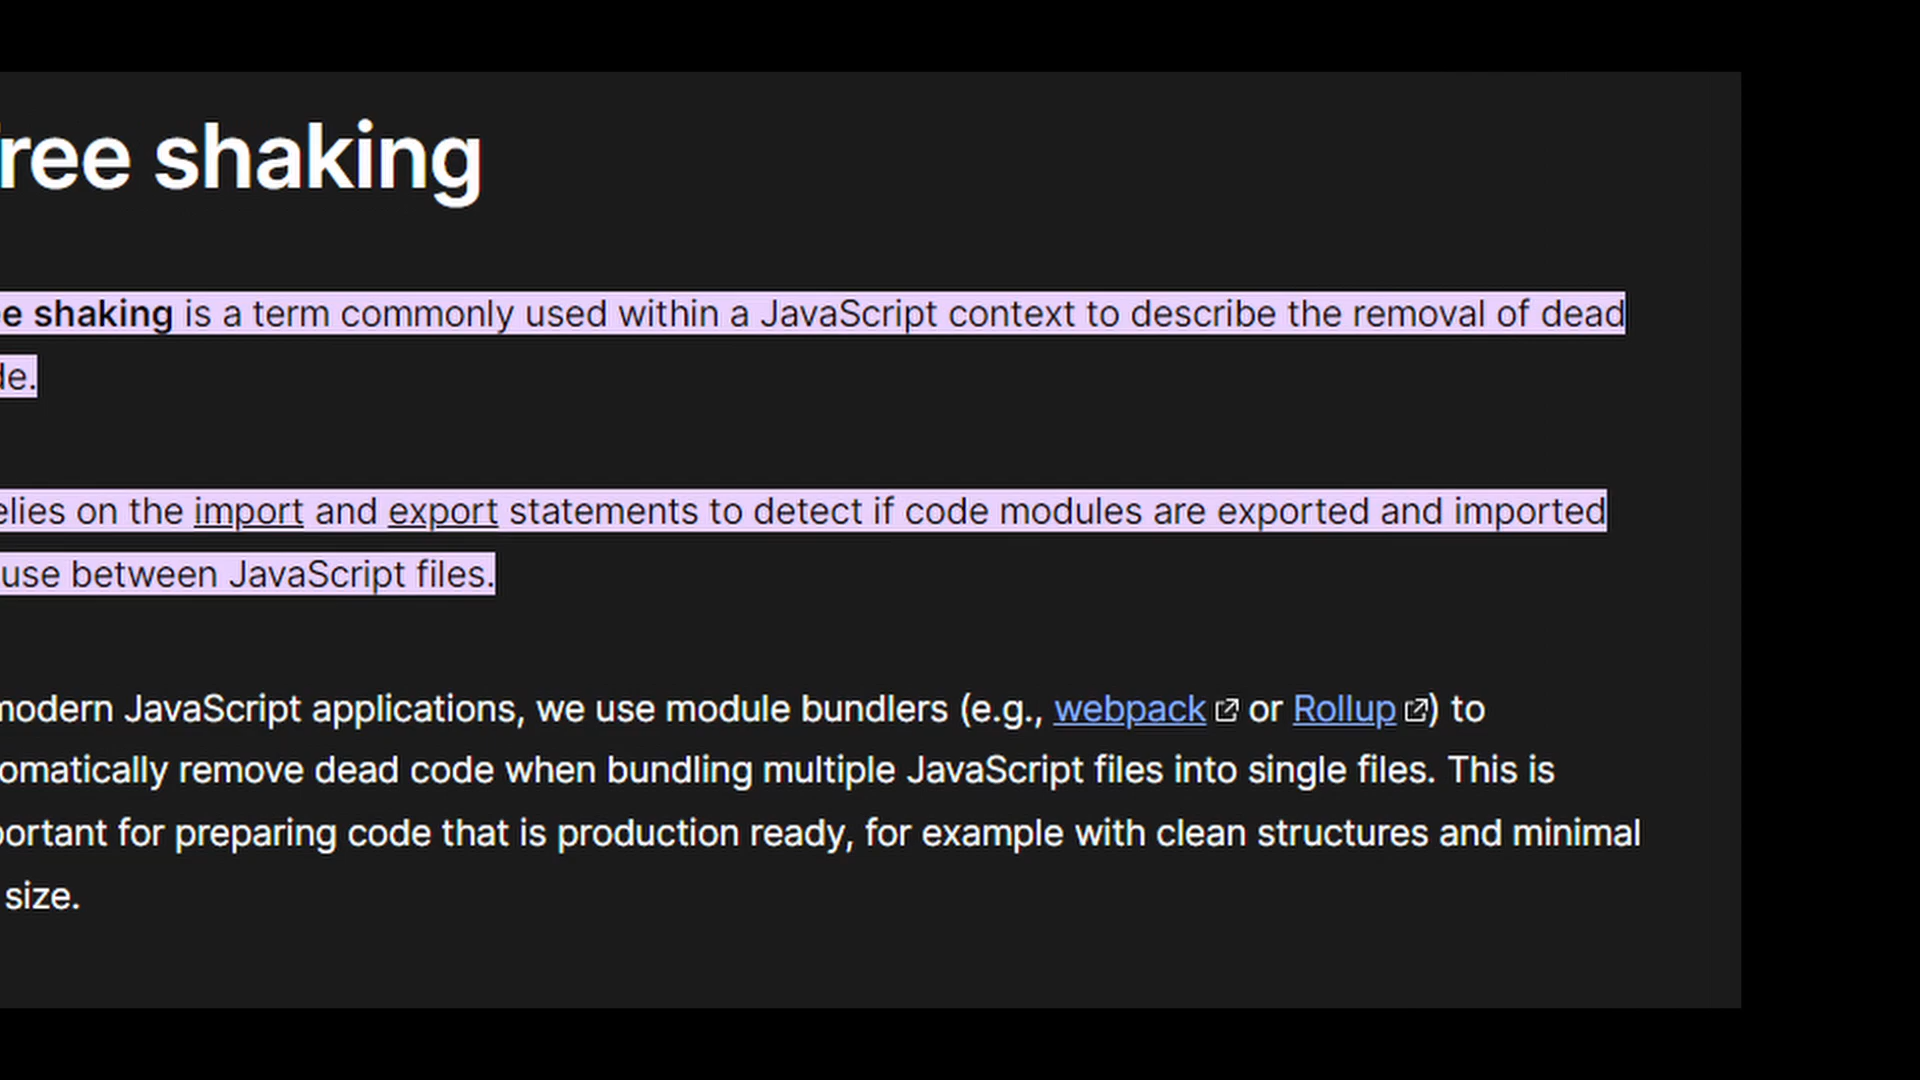 ree shaking
e shaking is a term commonly used within a JavaScript context to describe the removal of dead
de.
elies on the import and export statements to detect if code modules are exported and imported
use between JavaScript files.
modern JavaScript applications, we use module bundlers (e.g., webpack or Rollup) to
omatically remove dead code when bundling multiple JavaScript files into single files. This is
portant for preparing code that is production ready, for example with clean structures and minimal
size.